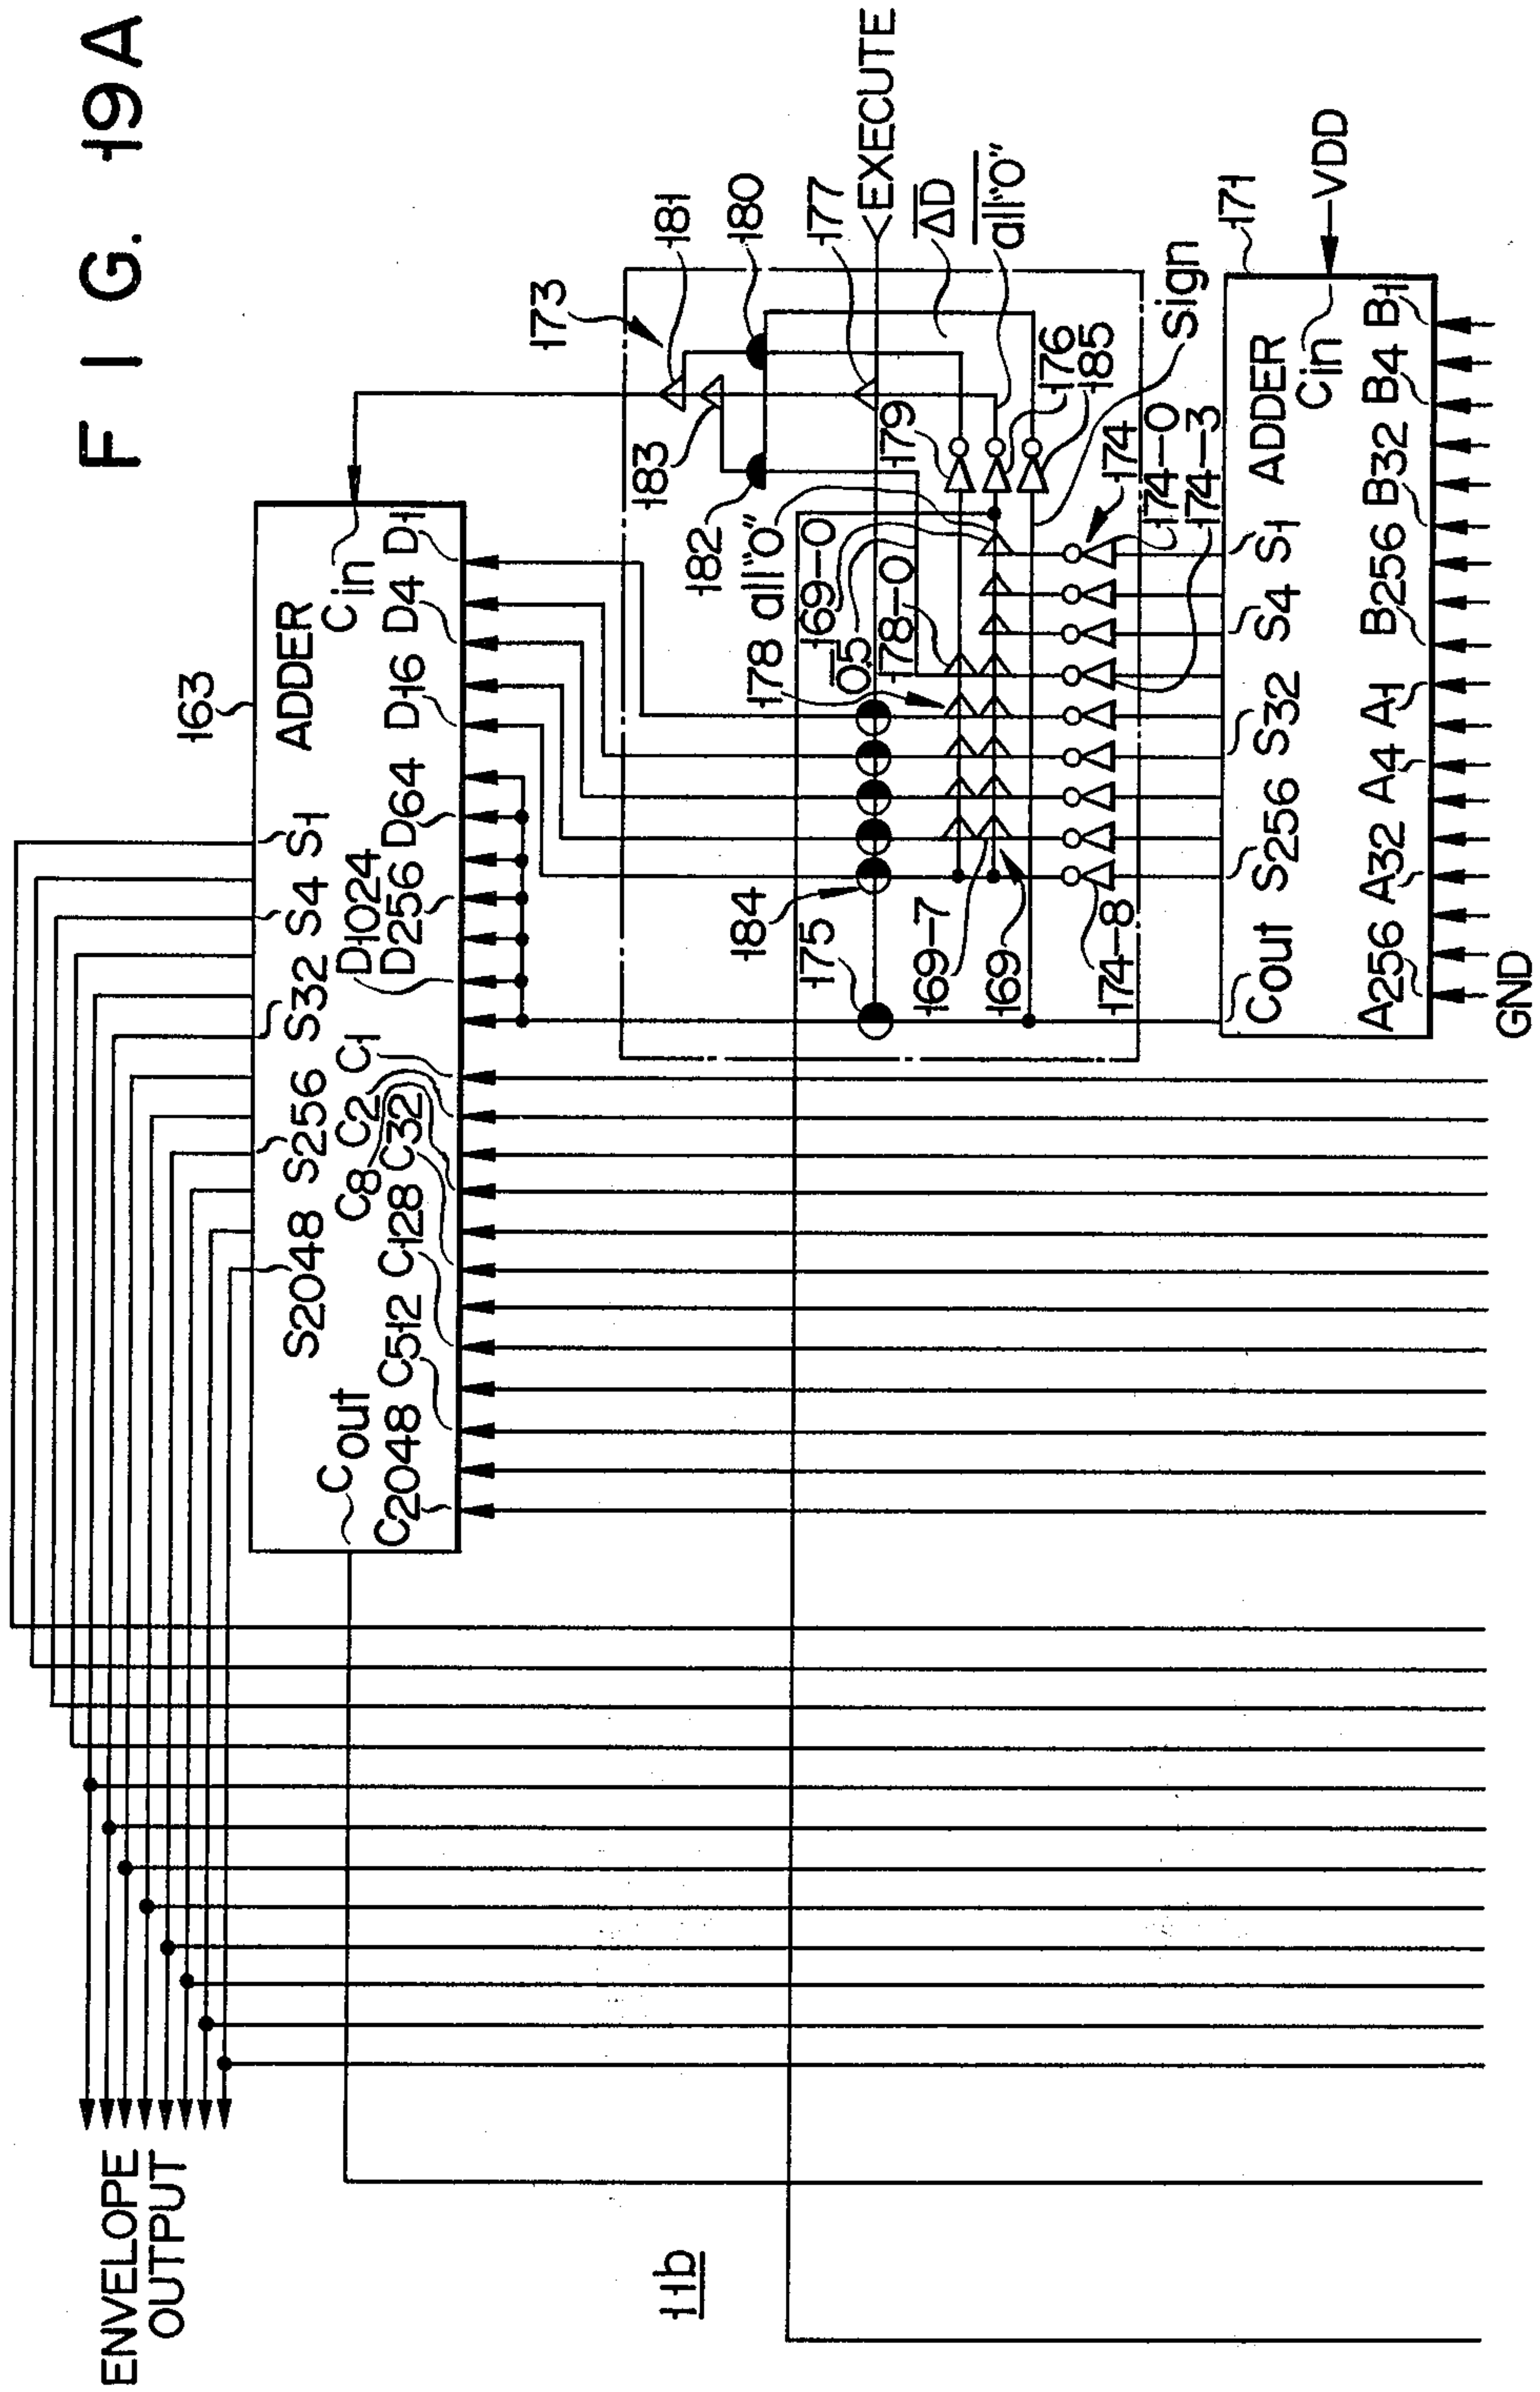 FIG. 19A
ENVELOPE
OUTPUT
11b
163
ADDER
Cin
Cout
S2048
S256
S32
S4
S1
C2048
C512
C128
C32
C8
C2
C1
D1024
D256
D64
D16
D4
D1
173
181
183
180
182
177
EXECUTE
all"0"
169-0
0.5
178
178-0
179
ΔD
all"0"
176
185
Sign
184
175
169-7
169
174
174-0
174-3
174-8
171
VDD
ADDER
Cin
Cout
S256
S32
S4
S1
A256
A32
A4
A1
B256
B32
B4
B1
GND